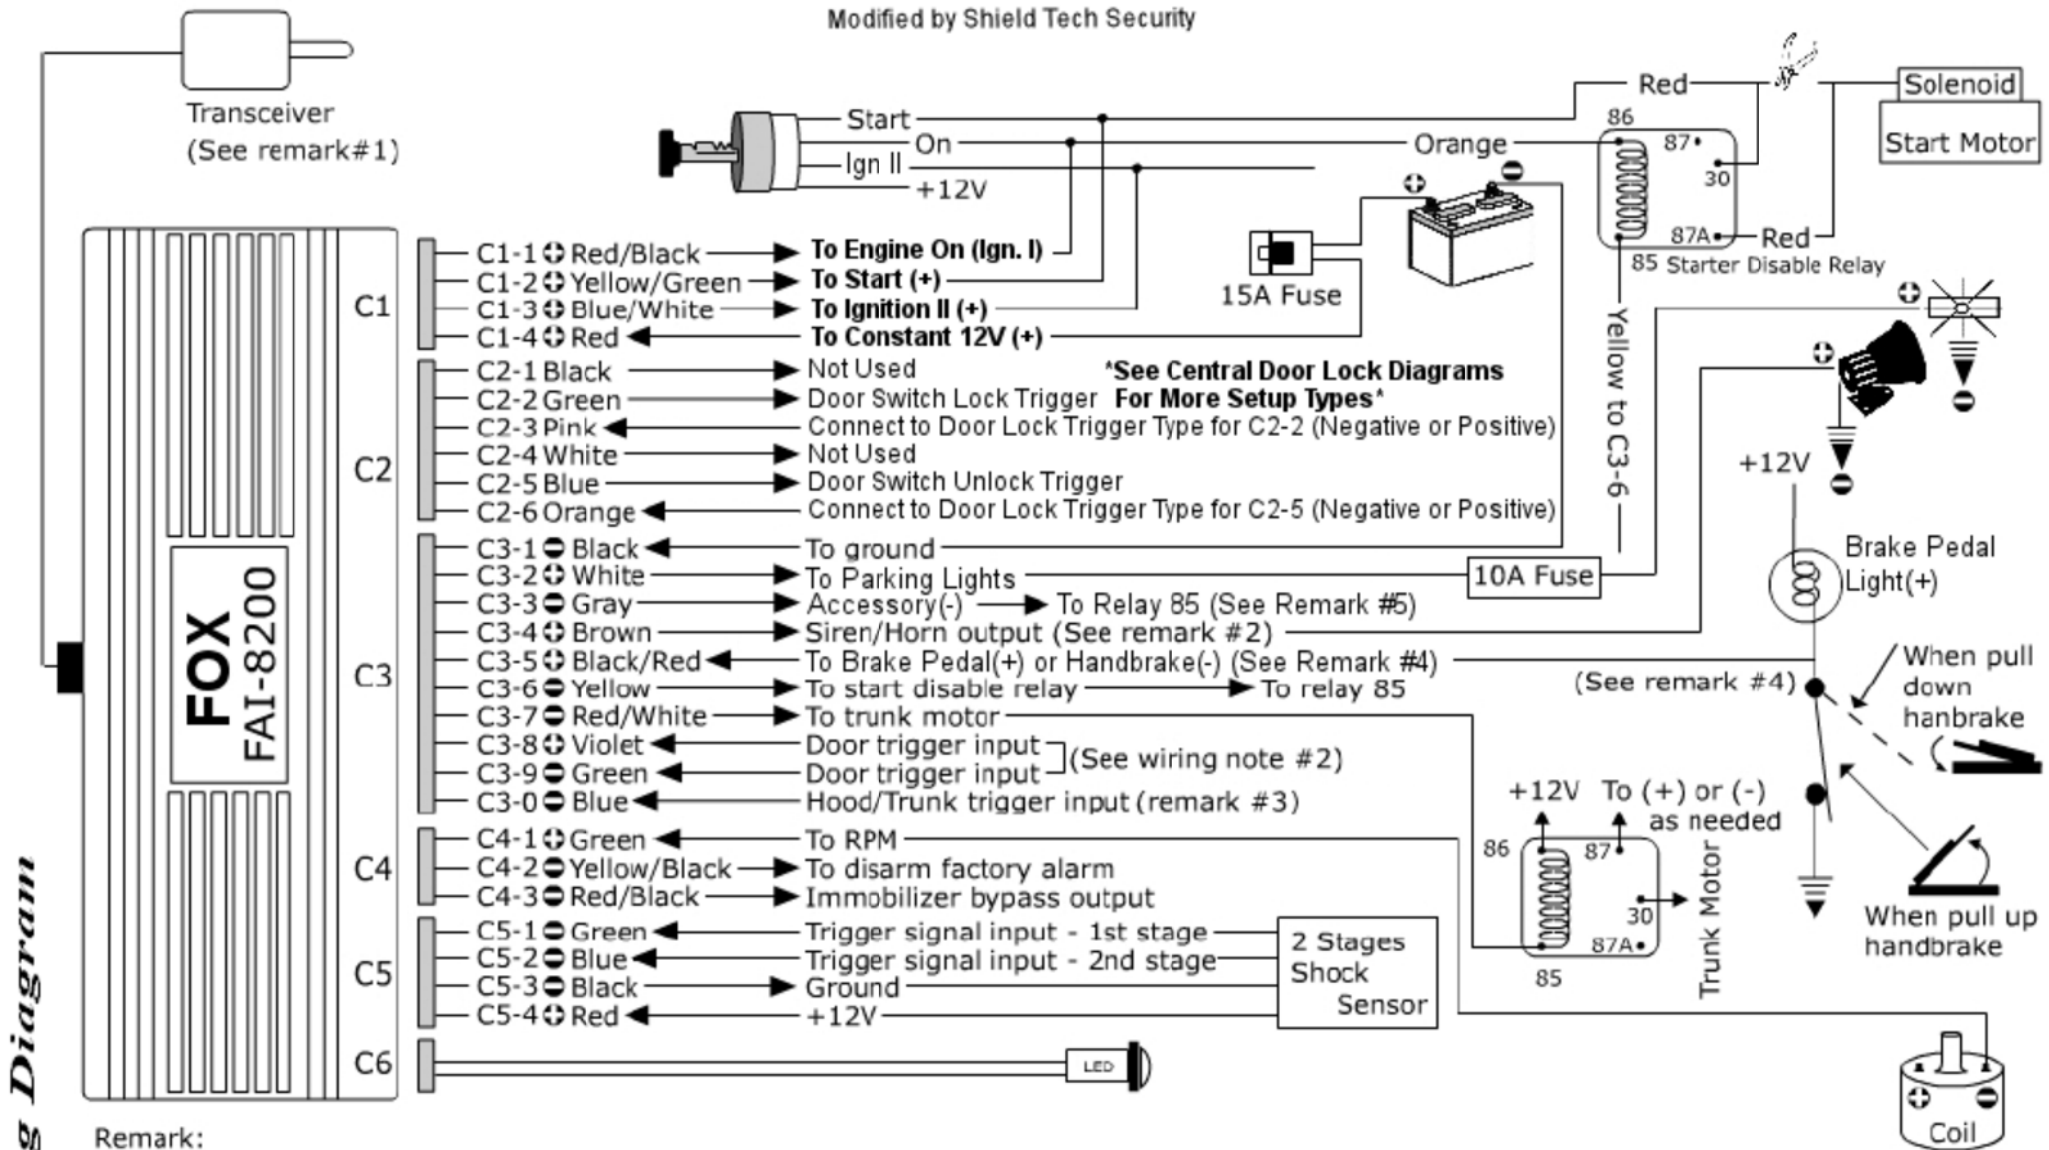 Modified by Shield Tech Security
Transceiver
(See remark#1)
Start
On
Ign II
+12V
Red
Orange
Solenoid
Start Motor
86
87
30
87A
Red
85 Starter Disable Relay
15A Fuse
C1
C1-1 Red/Black To Engine On (Ign. I)
C1-2 Yellow/Green To Start (+)
C1-3 Blue/White To Ignition II (+)
C1-4 Red To Constant 12V (+)
C2
C2-1 Black Not Used
C2-2 Green Door Switch Lock Trigger
*See Central Door Lock Diagrams
For More Setup Types*
C2-3 Pink Connect to Door Lock Trigger Type for C2-2 (Negative or Positive)
C2-4 White Not Used
C2-5 Blue Door Switch Unlock Trigger
C2-6 Orange Connect to Door Lock Trigger Type for C2-5 (Negative or Positive)
Yellow to C3-6
FOX
FAI-8200
C3
C3-1 Black To ground
C3-2 White To Parking Lights 10A Fuse
C3-3 Gray Accessory(-) To Relay 85 (See Remark #5)
C3-4 Brown Siren/Horn output (See remark #2)
C3-5 Black/Red To Brake Pedal(+) or Handbrake(-) (See Remark #4)
C3-6 Yellow To start disable relay To relay 85
C3-7 Red/White To trunk motor
C3-8 Violet Door trigger input
C3-9 Green Door trigger input
(See wiring note #2)
C3-0 Blue Hood/Trunk trigger input (remark #3)
+12V
Brake Pedal
Light(+)
(See remark #4)
When pull
down
hanbrake
When pull up
handbrake
C4
C4-1 Green To RPM
C4-2 Yellow/Black To disarm factory alarm
C4-3 Red/Black Immobilizer bypass output
+12V
To (+) or (-)
as needed
86
87
30
87A
85
Trunk Motor
C5
C5-1 Green Trigger signal input - 1st stage
C5-2 Blue Trigger signal input - 2nd stage
C5-3 Black Ground
C5-4 Red +12V
2 Stages
Shock
Sensor
C6
LED
Coil
g Diagram
Remark: